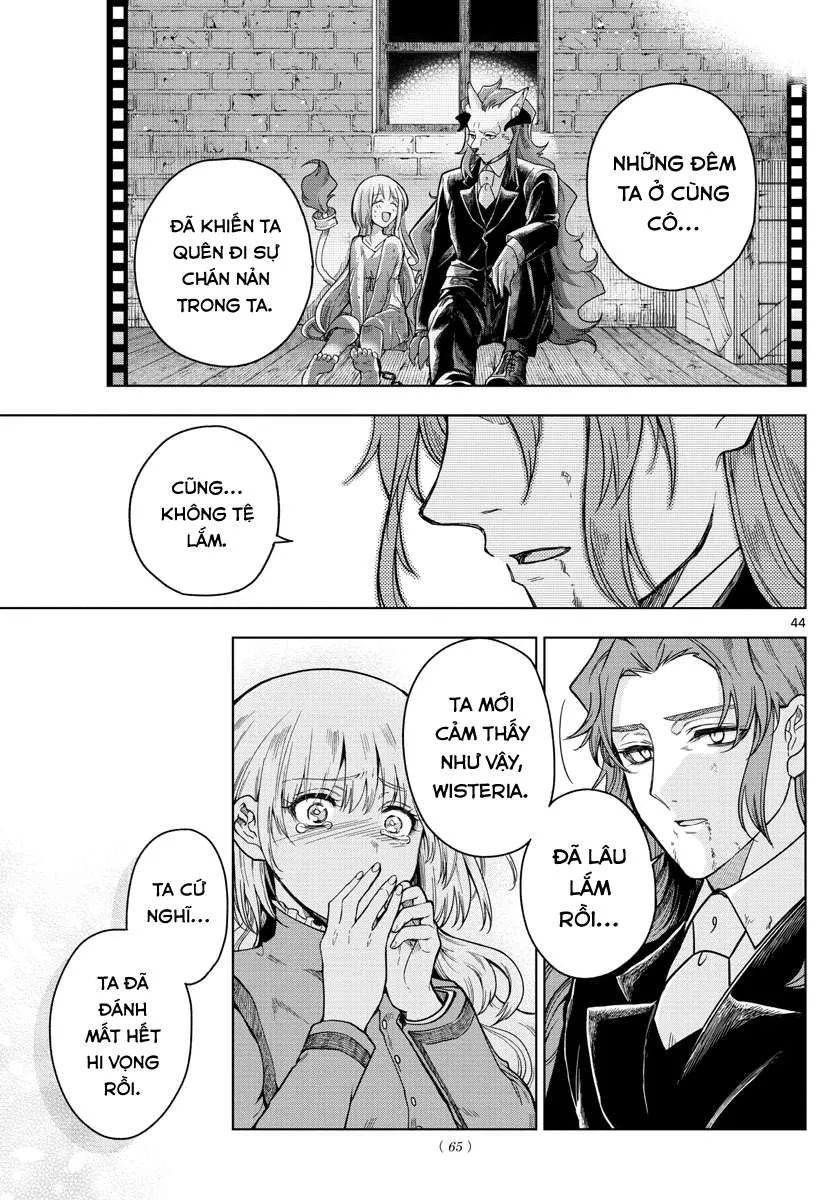 NHỮNG ĐÊM
TA Ở CÙNG
CÔ...
ĐÃ KHIẾN TA
QUÊN ĐI SỰ
CHÁN NẢN
TRONG TA.
CŨNG...
KHÔNG TỆ
LẮM.
44
ĐÃ LÂU
LẮM
RỒI...
TA MỚI
CẢM THẤY
NHƯ VẬY,
WISTERIA.
TA CỨ
NGHĨ...
TA ĐÃ
ĐÁNH
MẤT HẾT
HI VỌNG
RỒI.
( 65 )